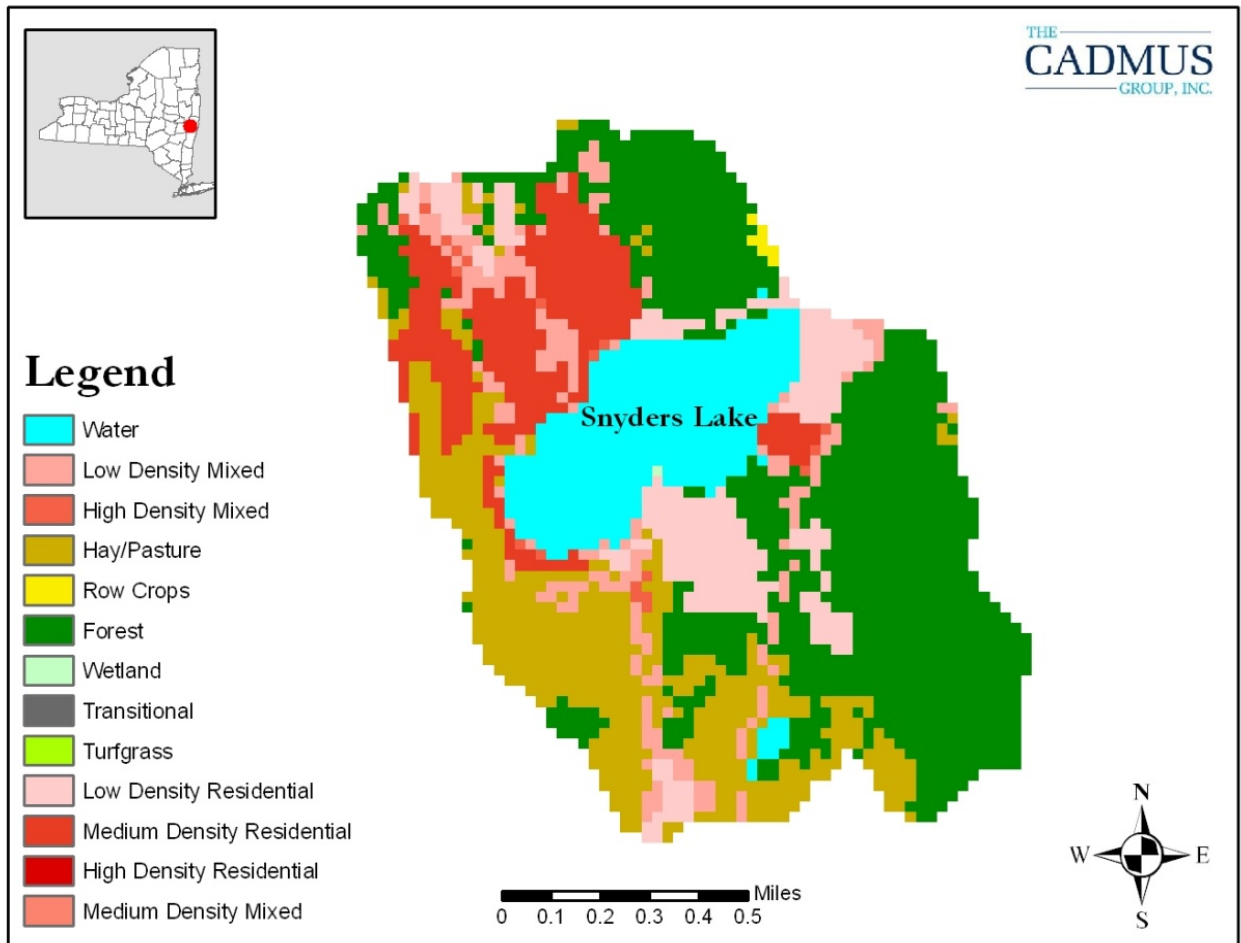 THE
CADMUS
GROUP, INC.
Snyders Lake
Legend
Water
Low Density Mixed
High Density Mixed
Hay/Pasture
Row Crops
Forest
Wetland
Transitional
Turfgrass
Low Density Residential
Medium Density Residential
High Density Residential
Medium Density Mixed
N
W E
S
Miles
0 0.1 0.2 0.3 0.4 0.5